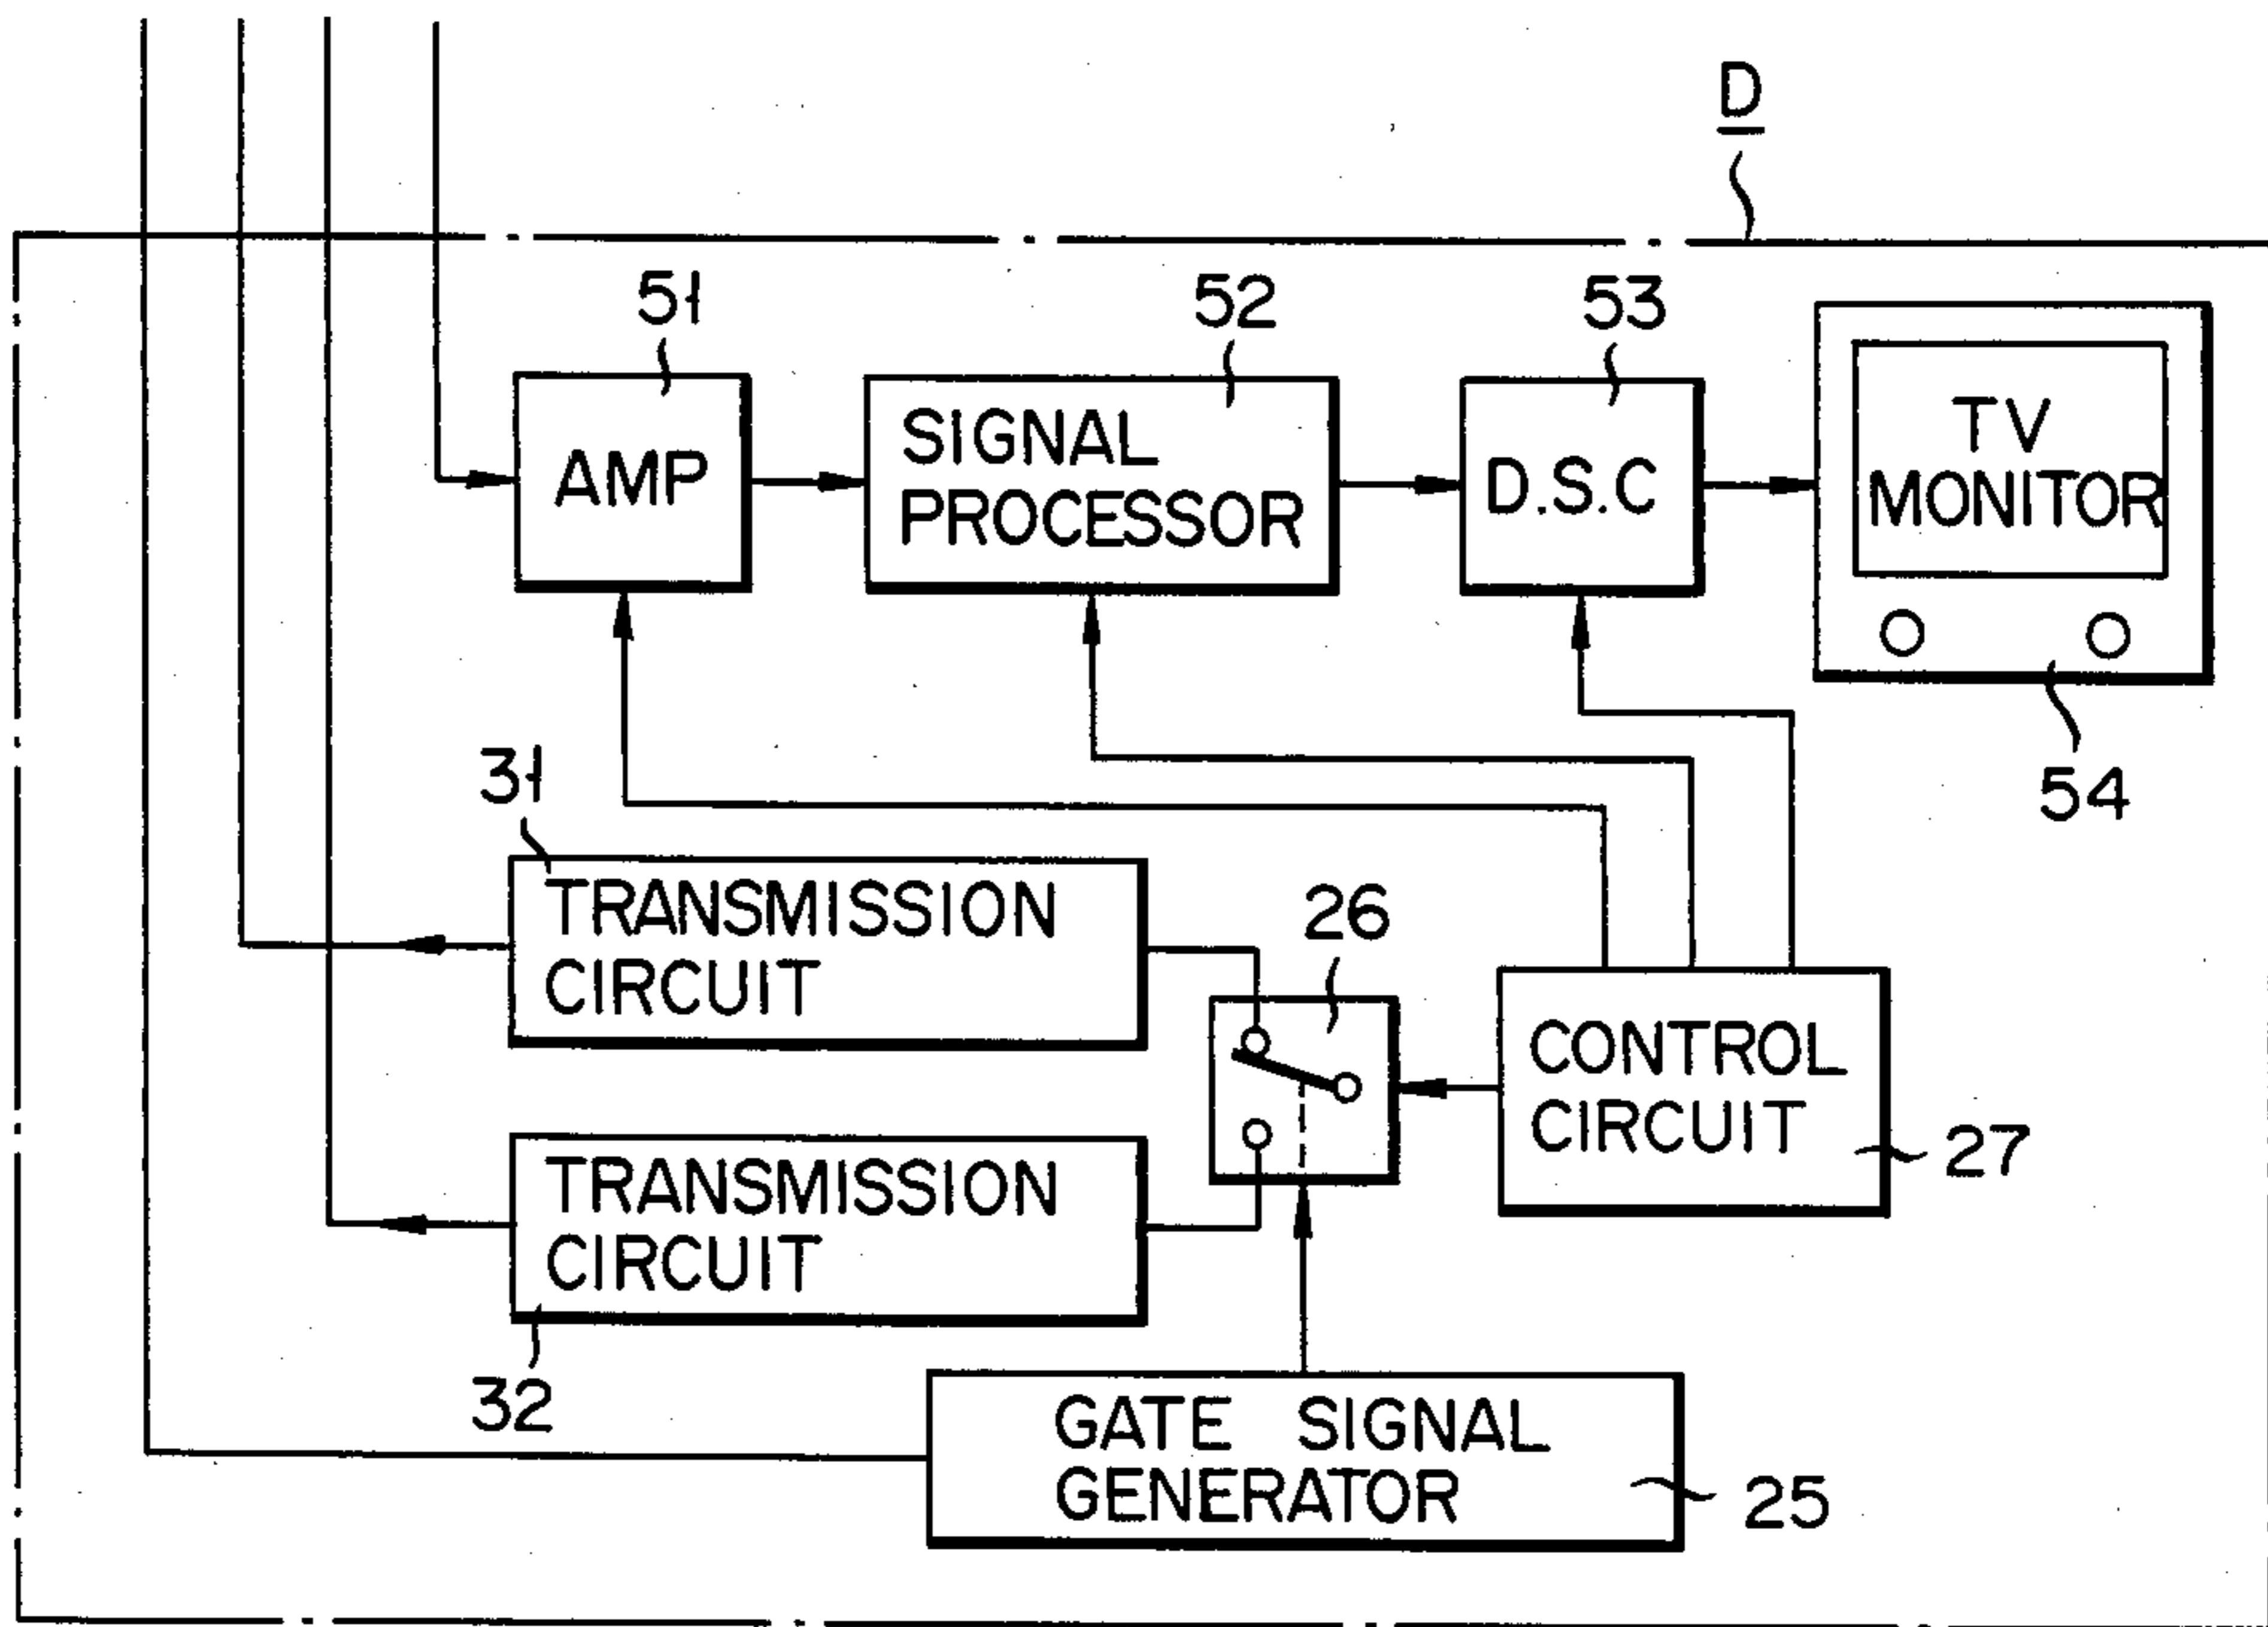 D
51
52
53
AMP
SIGNAL
PROCESSOR
D.S.C
TV
MONITOR
54
31
TRANSMISSION
CIRCUIT
26
CONTROL
CIRCUIT
27
TRANSMISSION
CIRCUIT
32
GATE SIGNAL
GENERATOR
25